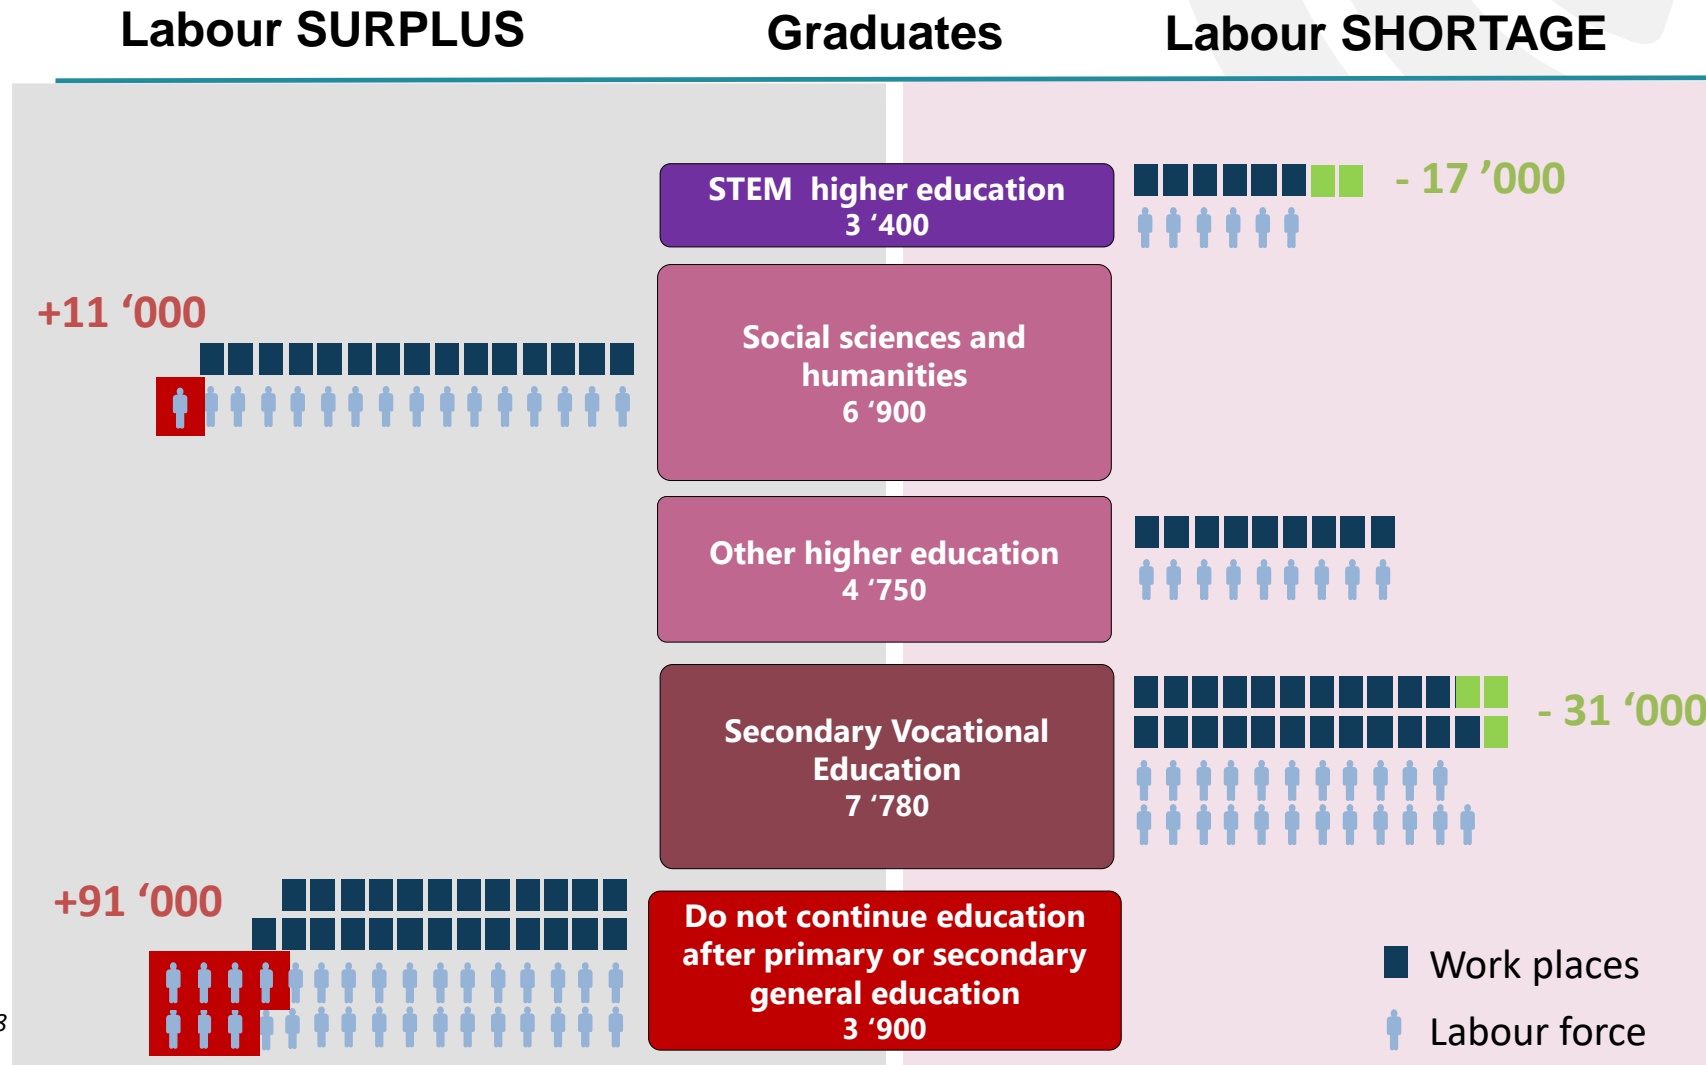 Labour SURPLUS
Graduates
Labour SHORTAGE
STEM  higher education
3 ‘400
- 17 ’000
+11 ‘000
Social sciences and
humanities
6 ‘900
Other higher education
4 ‘750
Secondary Vocational
Education
7 ‘780
- 31 ‘000
+91 ‘000
Do not continue education
after primary or secondary
general education
3 ‘900
Work places
Labour force